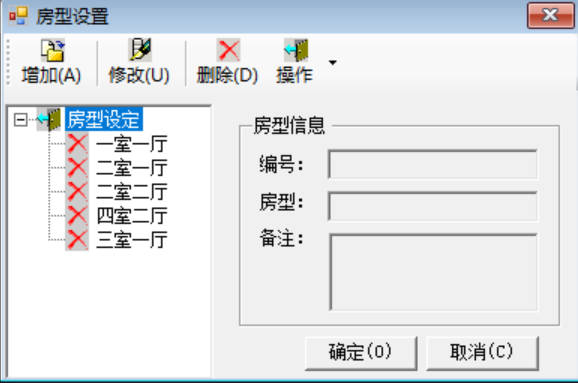 房型设置
增加(A) 修改(U) 删除(D) 操作
房型设定
一室一厅
二室一厅
二室二厅
四室二厅
三室一厅
房型信息
编号：
房型：
备注：
确定(O) 取消(C)